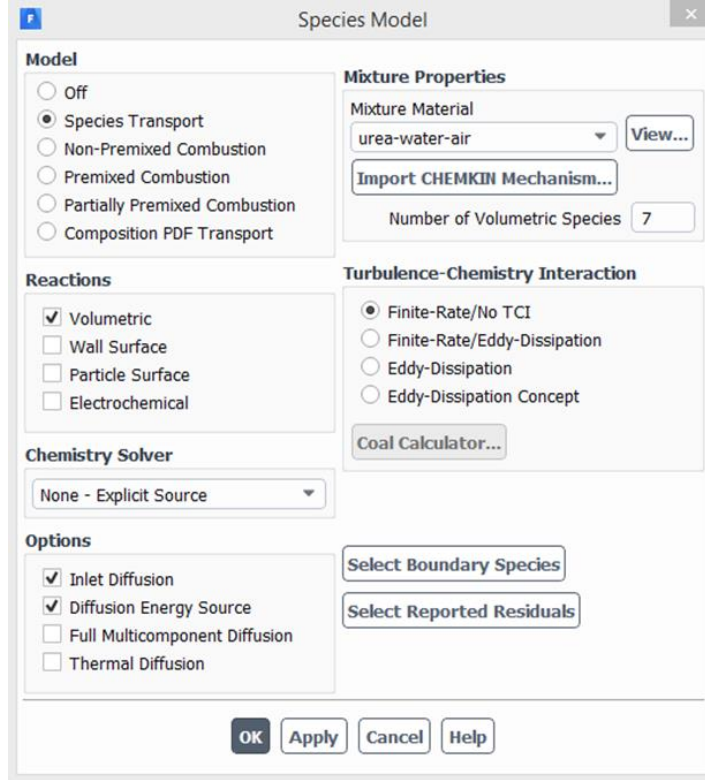 F
Species Model
Model
Off
Species Transport
Non-Premixed Combustion
Premixed Combustion
Partially Premixed Combustion
Composition PDF Transport
Mixture Properties
Mixture Material
urea-water-air
View...
Import CHEMKIN Mechanism...
Number of Volumetric Species 7
Reactions
Volumetric
Wall Surface
Particle Surface
Electrochemical
Turbulence-Chemistry Interaction
Finite-Rate/No TCI
Finite-Rate/Eddy-Dissipation
Eddy-Dissipation
Eddy-Dissipation Concept
Coal Calculator...
Chemistry Solver
None - Explicit Source
Options
Inlet Diffusion
Diffusion Energy Source
Full Multicomponent Diffusion
Thermal Diffusion
Select Boundary Species
Select Reported Residuals
OK Apply Cancel Help